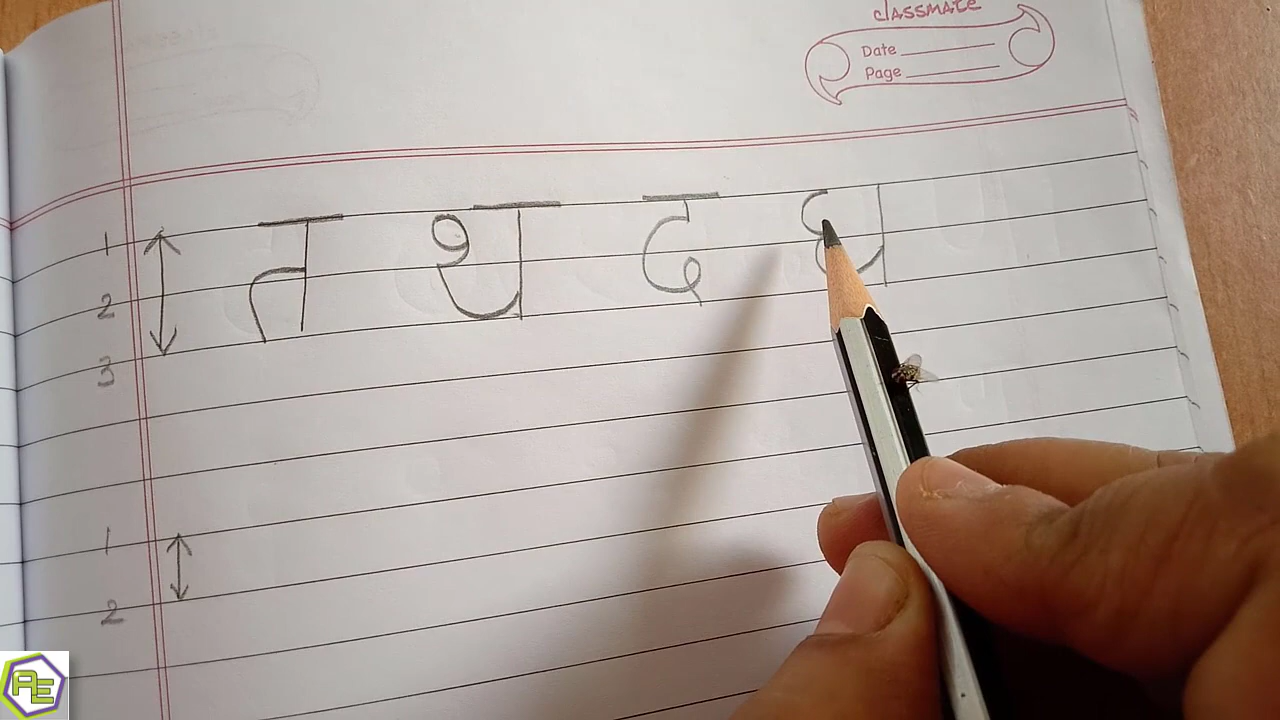 classmate
Date
Page
1
त थ द ध
2
3
1
2
AE